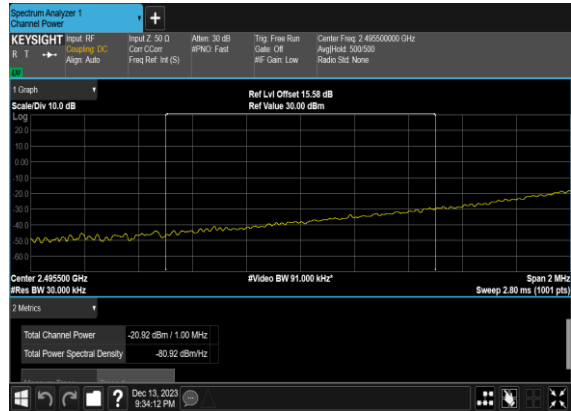 Spectrum Analyzer 1
Channel Power
KEYSIGHT Input: RF Input Z: 50 Ω Atten: 30 dB Trig: Free Run Center Freq: 2.495500000 GHz
R T Coupling: DC Corr CCorr #PNO: Fast Gate: Off Avg|Hold: 500/500
Align: Auto Freq Ref: Int (S) #IF Gain: Low Radio Std: None
1 Graph
Ref Lvl Offset 15.58 dB
Scale/Div 10.0 dB Ref Value 30.00 dBm
Log
20.0
10.0
0.00
-10.0
-20.0
-30.0
-40.0
-50.0
-60.0
Center 2.495500 GHz #Video BW 91.000 kHz* Span 2 MHz
#Res BW 30.000 kHz Sweep 2.80 ms (1001 pts)
2 Metrics
Total Channel Power -20.92 dBm / 1.00 MHz
Total Power Spectral Density -80.92 dBm/Hz
Dec 13, 2023
9:34:12 PM